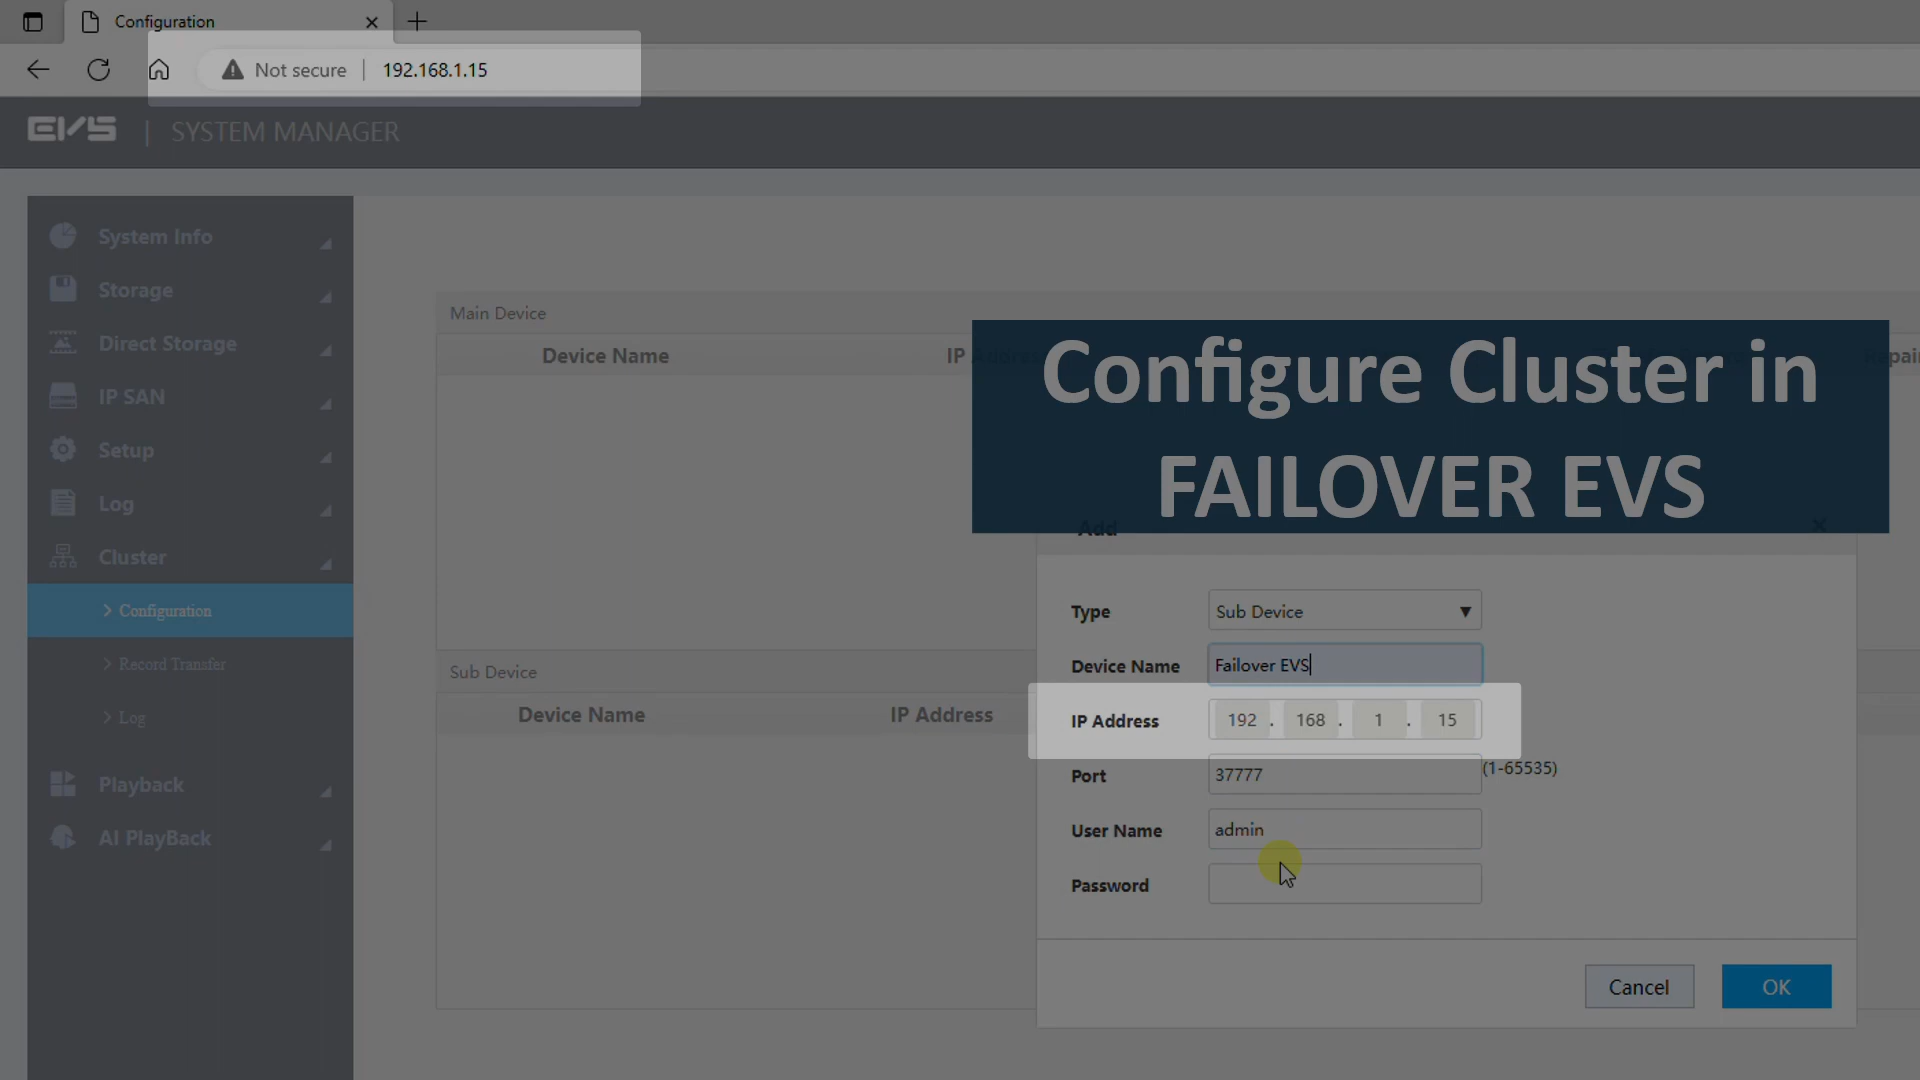 Configuration
Not secure
192.168.1.15
EVS | SYSTEM MANAGER
System Info
Storage
Direct Storage
IP SAN
Setup
Log
Cluster
Configuration
Record Transfer
Log
Playback
AI PlayBack
Main Device
Device Name
IP Address
Configure Cluster in
FAILOVER EVS
Sub Device
Device Name
IP Address
Add
Type
Sub Device
Device Name
Failover EVS
IP Address
192 . 168 . 1 . 15
Port
37777
(1-65535)
User Name
admin
Password
Cancel
OK